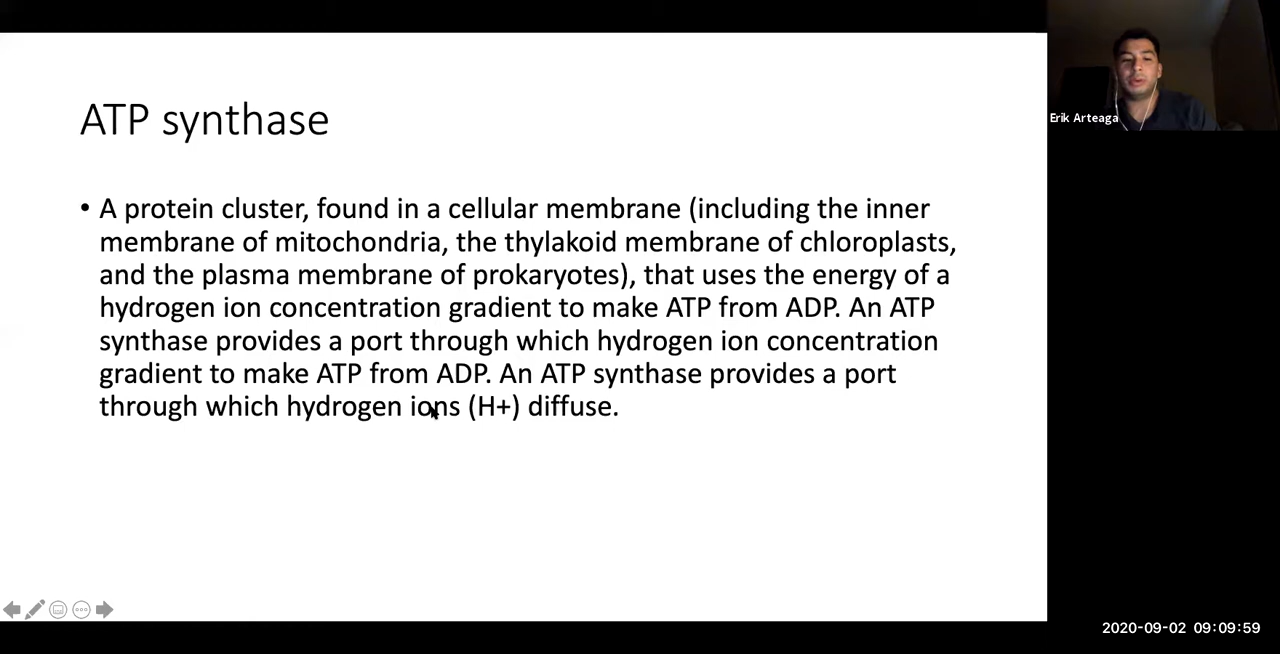 ATP synthase
• A protein cluster, found in a cellular membrane (including the inner
membrane of mitochondria, the thylakoid membrane of chloroplasts,
and the plasma membrane of prokaryotes), that uses the energy of a
hydrogen ion concentration gradient to make ATP from ADP. An ATP
synthase provides a port through which hydrogen ion concentration
gradient to make ATP from ADP. An ATP synthase provides a port
through which hydrogen ions (H+) diffuse.
Erik Arteaga
2020-09-02 09:09:59